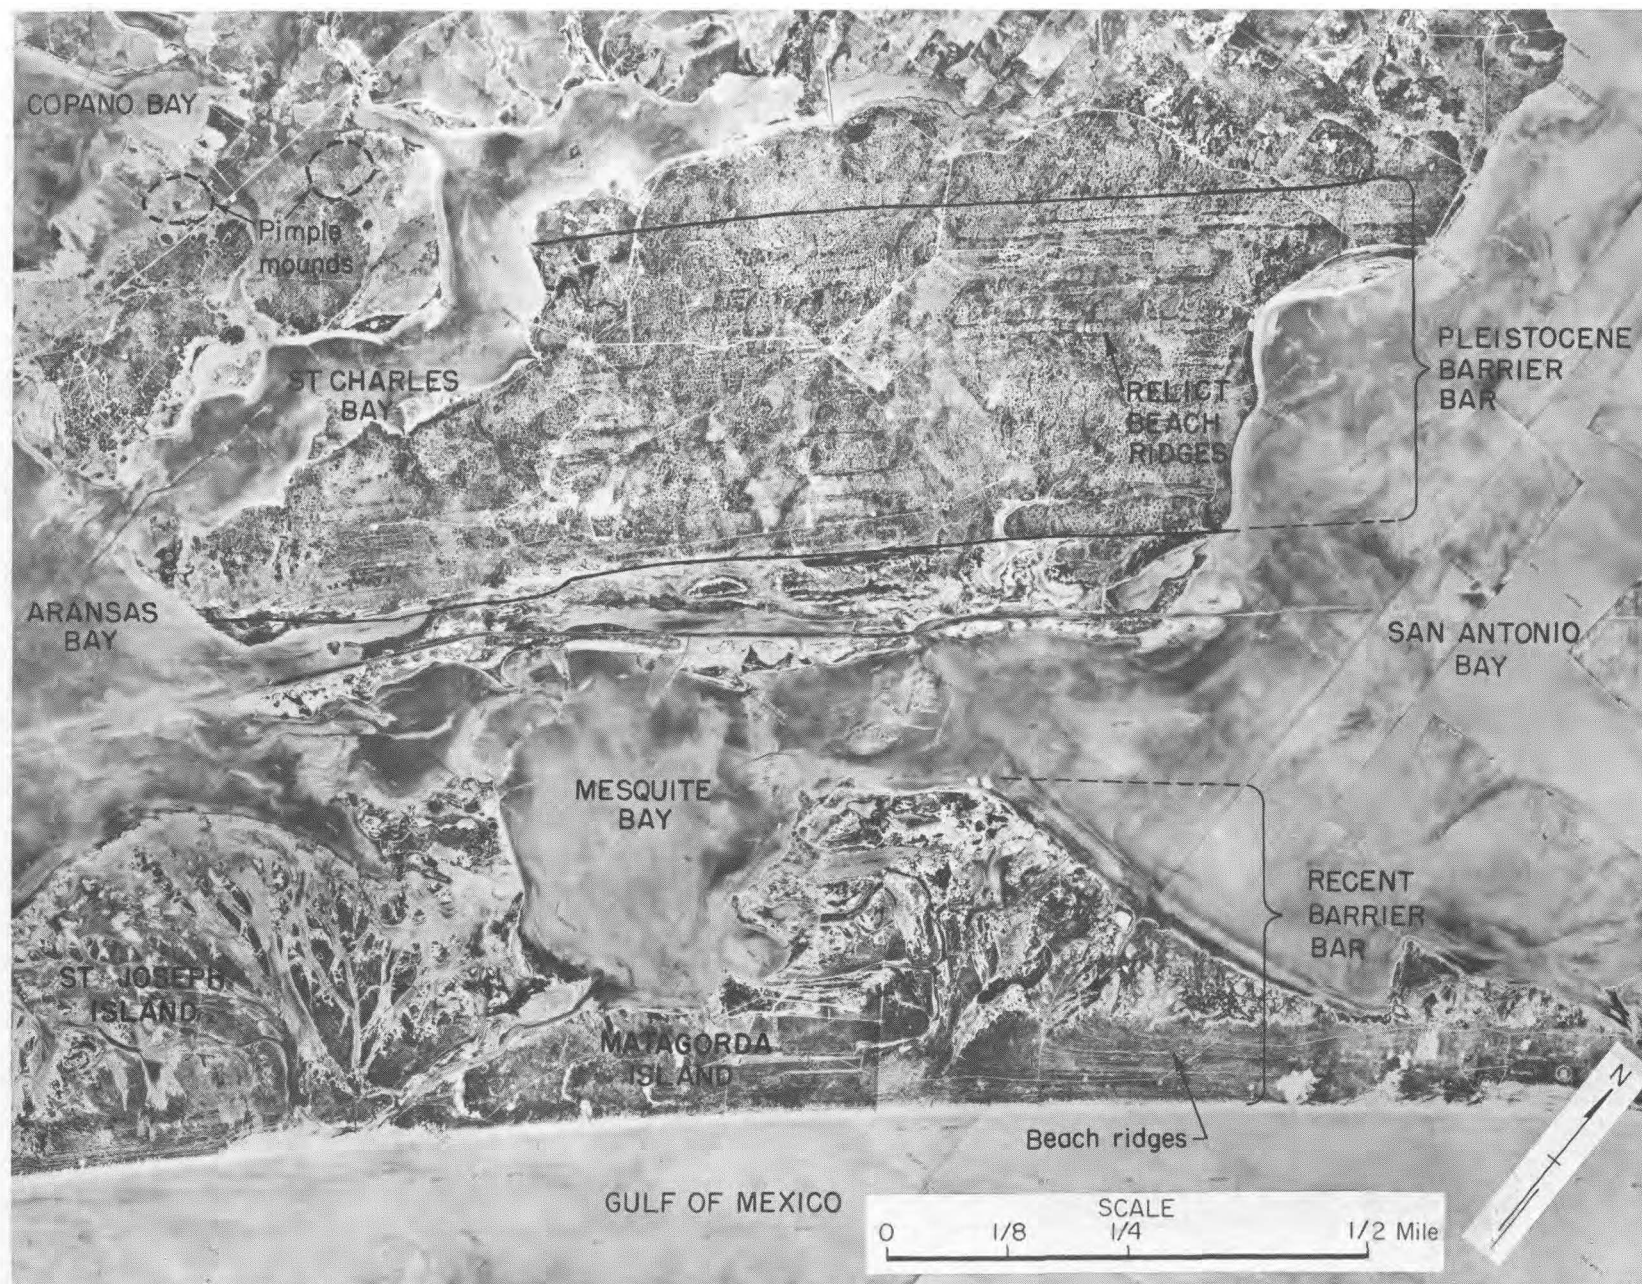 COPANO BAY
Pimple
mounds
ST CHARLES
BAY
PLEISTOCENE
BARRIER
BAR
RELICT
BEACH
RIDGES
ARANSAS
BAY
SAN ANTONIO
BAY
MESQUITE
BAY
RECENT
BARRIER
BAR
ST. JOSEPH
ISLAND
MATAGORDA
ISLAND
Beach ridges
N
GULF OF MEXICO
SCALE
0 1/8 1/4 1/2 Mile